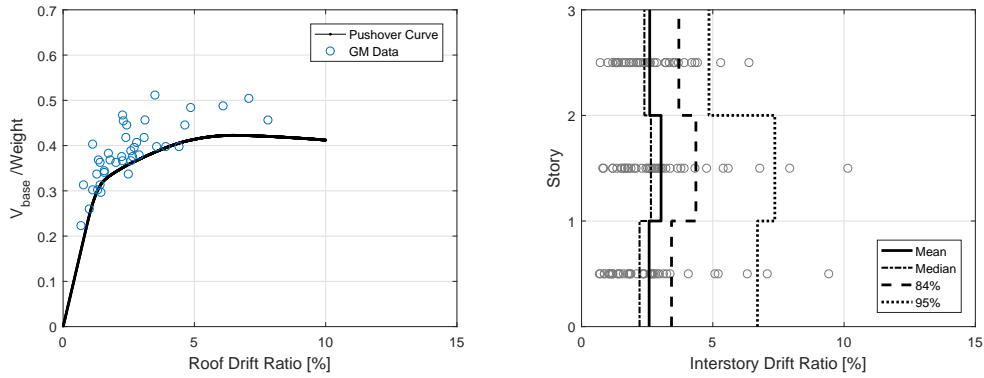 0.7
0.6
0.5
0.4
0.3
0.2
0.1
0
V_base /Weight
Pushover Curve
GM Data
0 5 10 15
Roof Drift Ratio [%]
3
2
1
0
Story
Mean
Median
84%
95%
0 5 10 15
Interstory Drift Ratio [%]